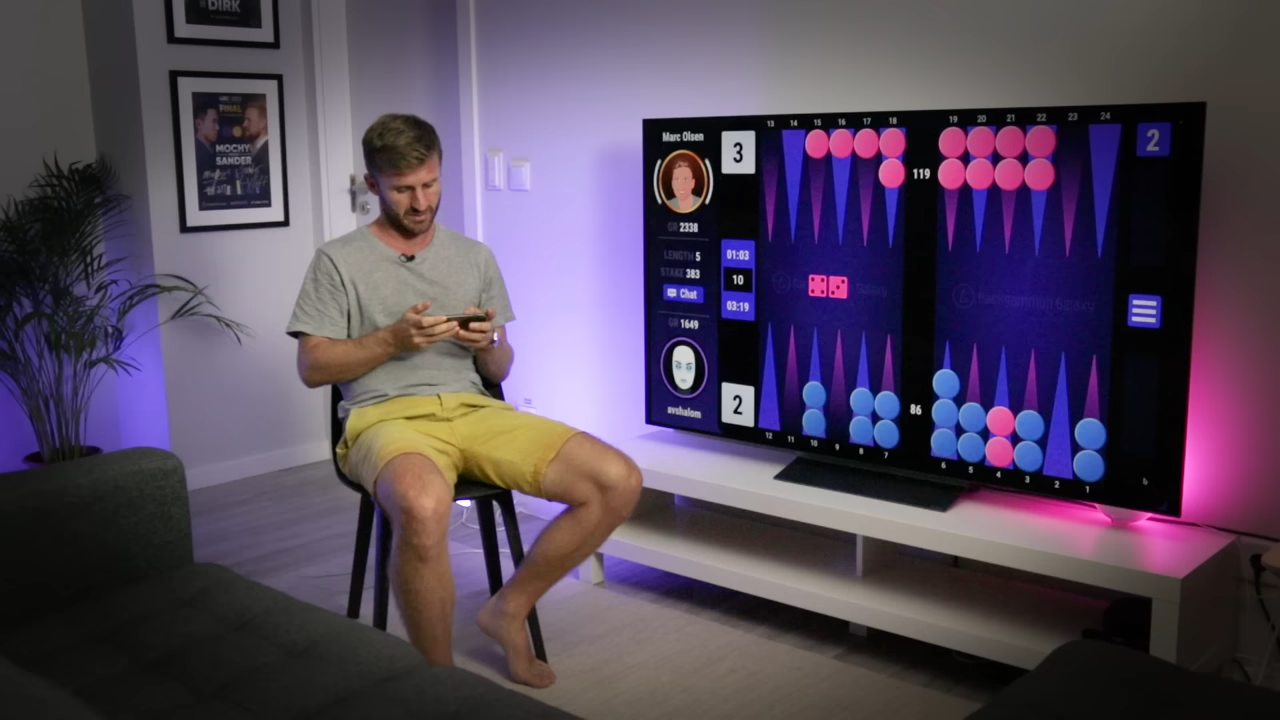 DIRK
FINAL
MOCHY
SANDER
Marc Olsen
GR 2338
LENGTH 5
STAKE 383
Chat
GR 1649
avshalom
3
01:03
10
03:19
2
13 14 15 16 17 18 19 20 21 22 23 24
119
2
Backgammon Galaxy
86
12 11 10 9 8 7 6 5 4 3 2 1